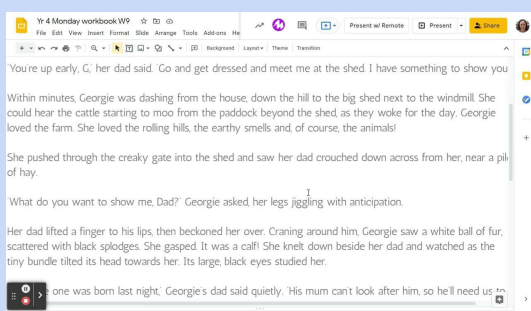 Yr 4 Monday workbook W9
File Edit View Insert Format Slide Arrange Tools Add-ons He
Present w/ Remote
Present
Share
Background Layout Theme Transition
'You're up early, G,' her dad said. 'Go and get dressed and meet me at the shed. I have something to show you
Within minutes, Georgie was dashing from the house, down the hill to the big shed next to the windmill. She
could hear the cattle starting to moo from the paddock beyond the shed, as they woke for the day. Georgie
loved the farm. She loved the rolling hills, the earthy smells and, of course, the animals!
She pushed through the creaky gate into the shed and saw her dad crouched down across from her, near a pil
of hay.
'What do you want to show me, Dad?' Georgie asked, her legs jiggling with anticipation.
Her dad lifted a finger to his lips, then beckoned her over. Craning around him, Georgie saw a white ball of fur,
scattered with black splodges. She gasped. It was a calf! She knelt down beside her dad and watched as the
tiny bundle tilted its head towards her. Its large, black eyes studied her.
one was born last night,' Georgie's dad said quietly. 'His mum can't look after him, so he'll need us to